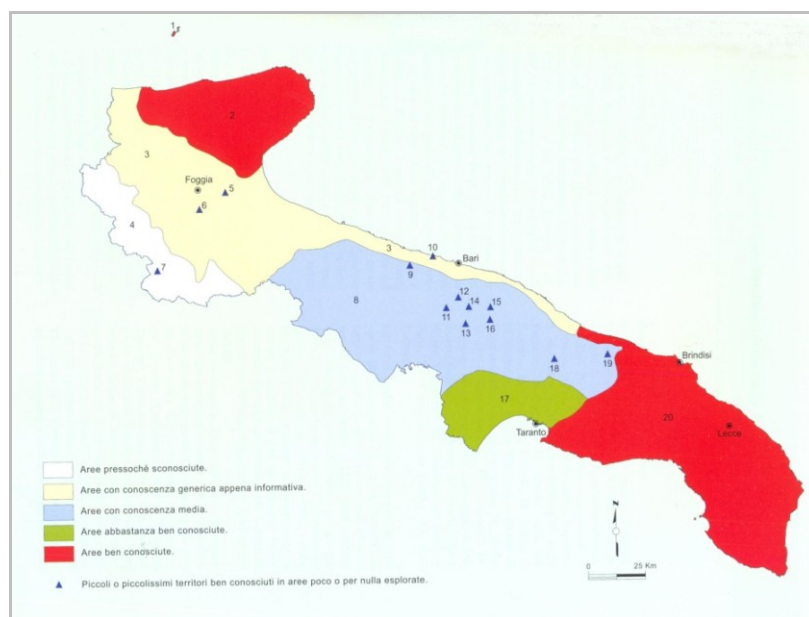 1
2
3
Foggia
5
6
4
7
3
10
Bari
9
8
12
14
15
11
16
13
18
19
Brindisi
17
20
Taranto
Lecce
Aree pressochè sconosciute.
Aree con conoscenza generica appena informativa.
Aree con conoscenza media.
Aree abbastanza ben conosciute.
Aree ben conosciute.
Piccoli o piccolissimi territori ben conosciuti in aree poco o per nulla esplorate.
N
0 25 Km